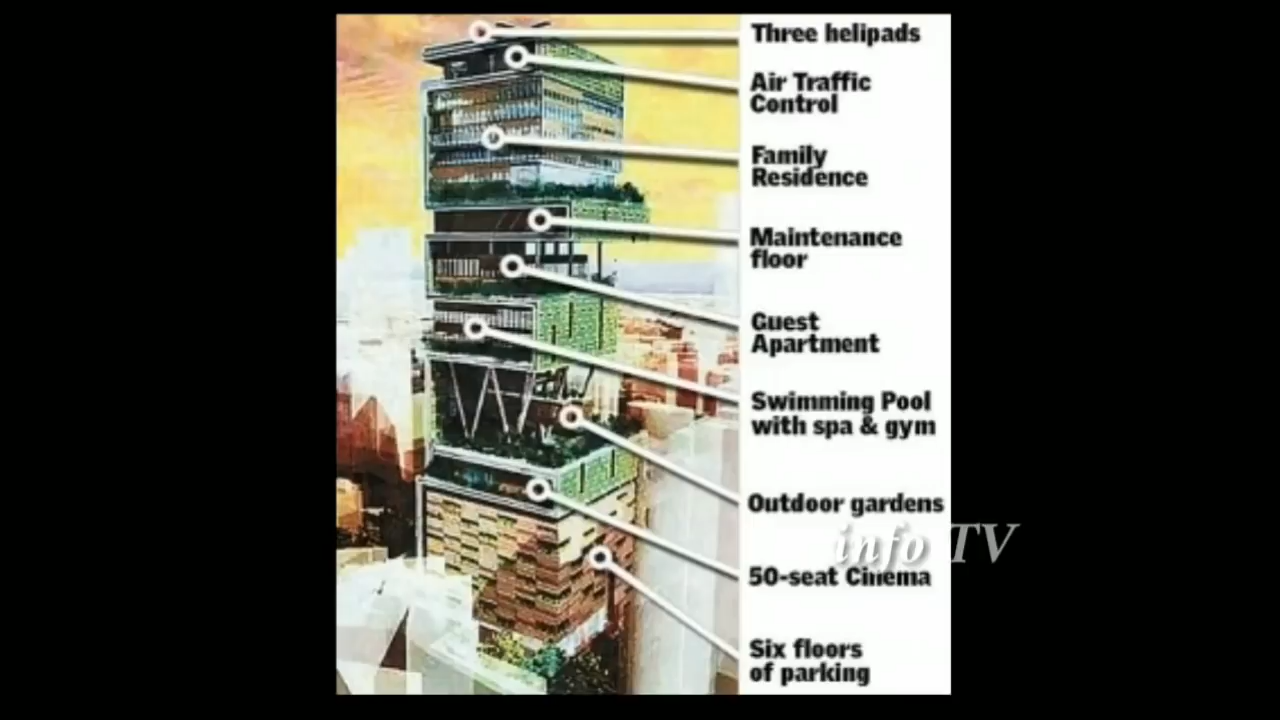 Three helipads
Air Traffic
Control
Family
Residence
Maintenance
floor
Guest
Apartment
Swimming Pool
with spa & gym
Outdoor gardens
info TV
50-seat Cinema
Six floors
of parking